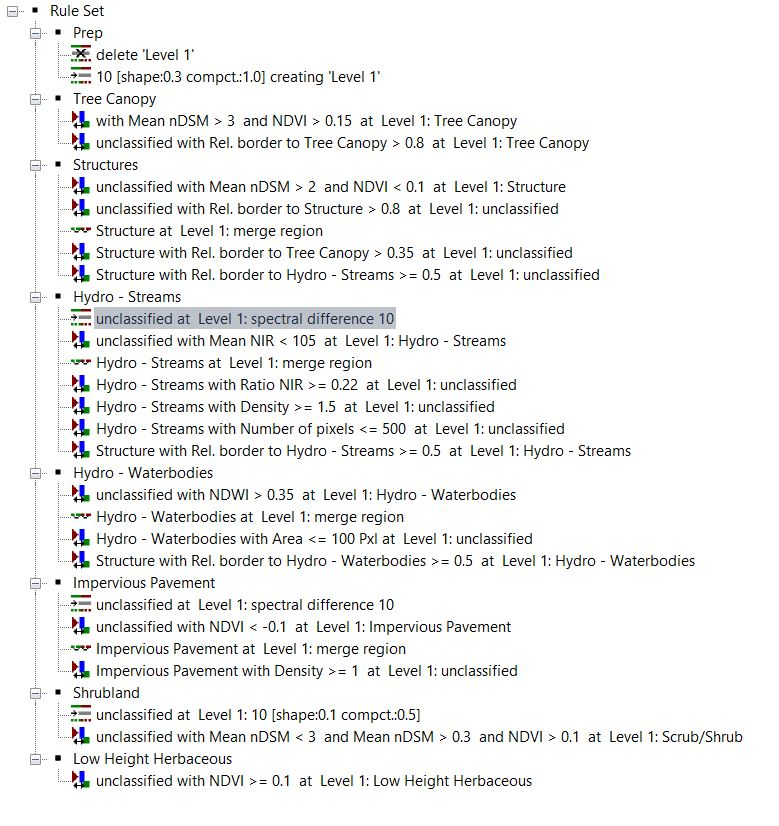 Rule Set
Prep
delete 'Level 1'
10 [shape:0.3 compct.:1.0] creating 'Level 1'
Tree Canopy
with Mean nDSM > 3 and NDVI > 0.15 at Level 1: Tree Canopy
unclassified with Rel. border to Tree Canopy > 0.8 at Level 1: Tree Canopy
Structures
unclassified with Mean nDSM > 2 and NDVI < 0.1 at Level 1: Structure
unclassified with Rel. border to Structure > 0.8 at Level 1: unclassified
Structure at Level 1: merge region
Structure with Rel. border to Tree Canopy > 0.35 at Level 1: unclassified
Structure with Rel. border to Hydro - Streams >= 0.5 at Level 1: unclassified
Hydro - Streams
unclassified at Level 1: spectral difference 10
unclassified with Mean NIR < 105 at Level 1: Hydro - Streams
Hydro - Streams at Level 1: merge region
Hydro - Streams with Ratio NIR >= 0.22 at Level 1: unclassified
Hydro - Streams with Density >= 1.5 at Level 1: unclassified
Hydro - Streams with Number of pixels <= 500 at Level 1: unclassified
Structure with Rel. border to Hydro - Streams >= 0.5 at Level 1: Hydro - Streams
Hydro - Waterbodies
unclassified with NDWI > 0.35 at Level 1: Hydro - Waterbodies
Hydro - Waterbodies at Level 1: merge region
Hydro - Waterbodies with Area <= 100 Pxl at Level 1: unclassified
Structure with Rel. border to Hydro - Waterbodies >= 0.5 at Level 1: Hydro - Waterbodies
Impervious Pavement
unclassified at Level 1: spectral difference 10
unclassified with NDVI < -0.1 at Level 1: Impervious Pavement
Impervious Pavement at Level 1: merge region
Impervious Pavement with Density >= 1 at Level 1: unclassified
Shrubland
unclassified at Level 1: 10 [shape:0.1 compct.:0.5]
unclassified with Mean nDSM < 3 and Mean nDSM > 0.3 and NDVI > 0.1 at Level 1: Scrub/Shrub
Low Height Herbaceous
unclassified with NDVI >= 0.1 at Level 1: Low Height Herbaceous